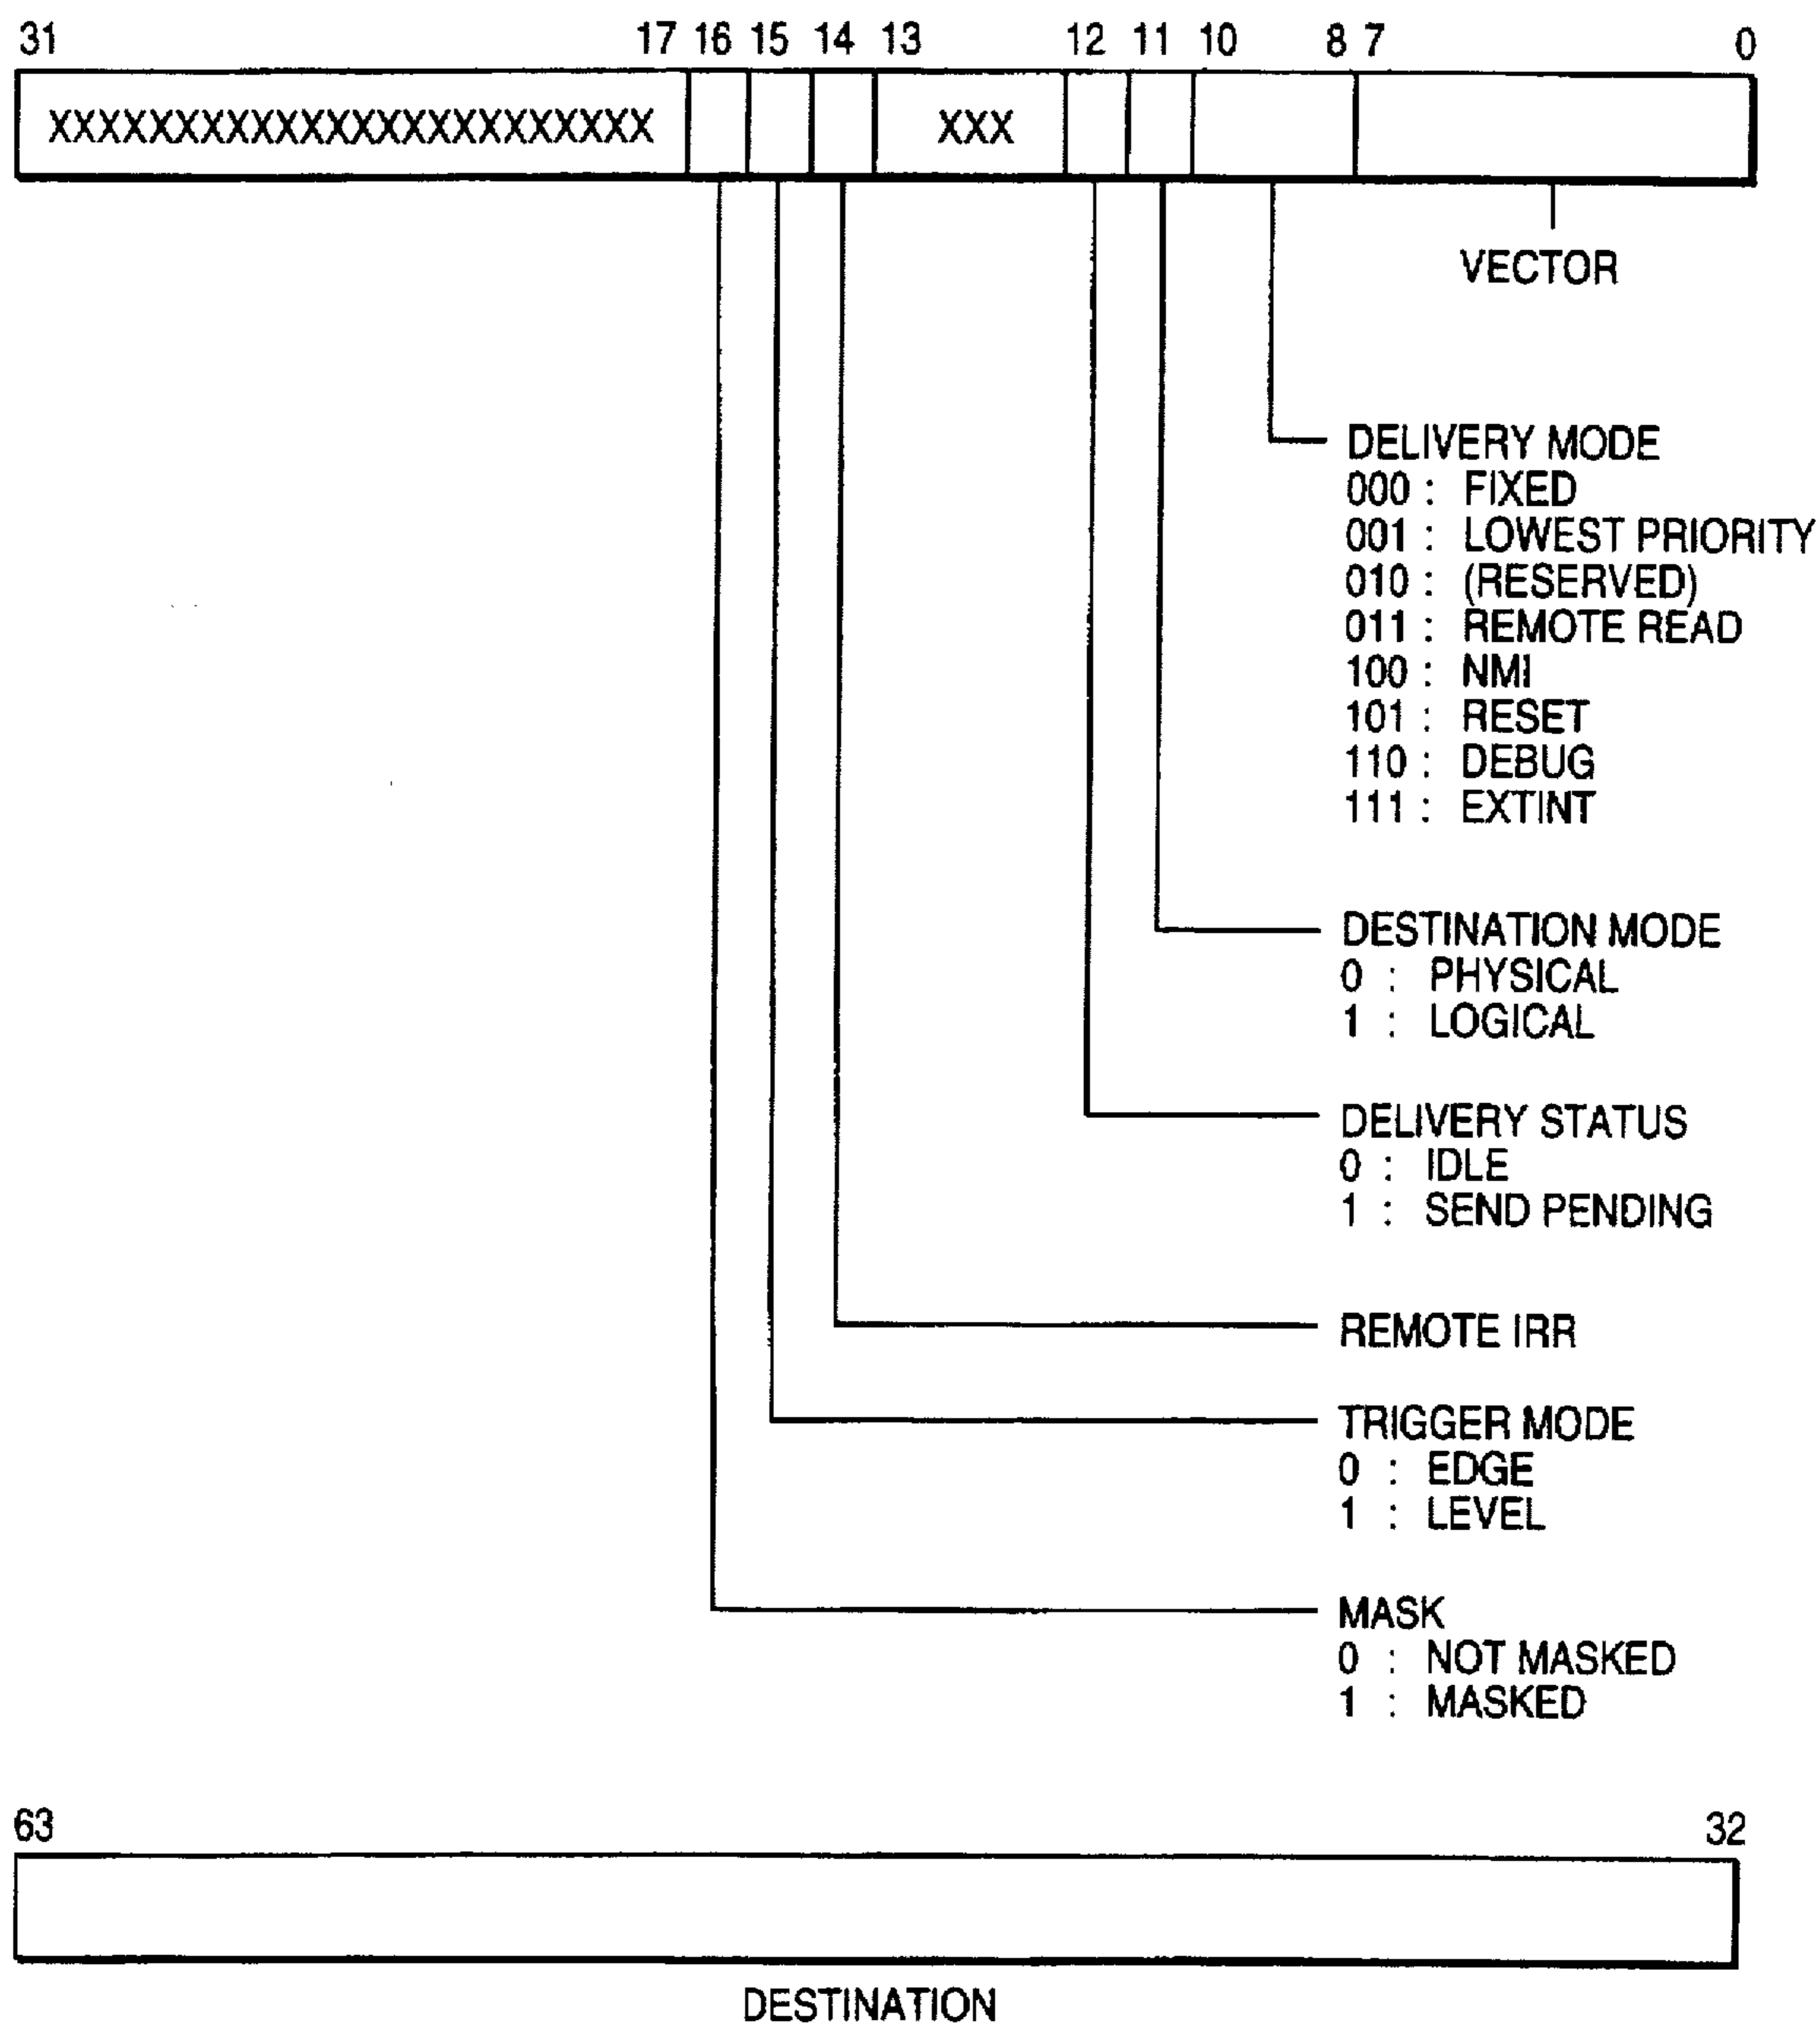 31 17 16 15 14 13 12 11 10 8 7 0
XXXXXXXXXXXXXXXXXXXXXXXX XXX
VECTOR
DELIVERY MODE
000 : FIXED
001 : LOWEST PRIORITY
010 : (RESERVED)
011 : REMOTE READ
100 : NMI
101 : RESET
110 : DEBUG
111 : EXTINT
DESTINATION MODE
0 : PHYSICAL
1 : LOGICAL
DELIVERY STATUS
0 : IDLE
1 : SEND PENDING
REMOTE IRR
TRIGGER MODE
0 : EDGE
1 : LEVEL
MASK
0 : NOT MASKED
1 : MASKED
63 32
DESTINATION